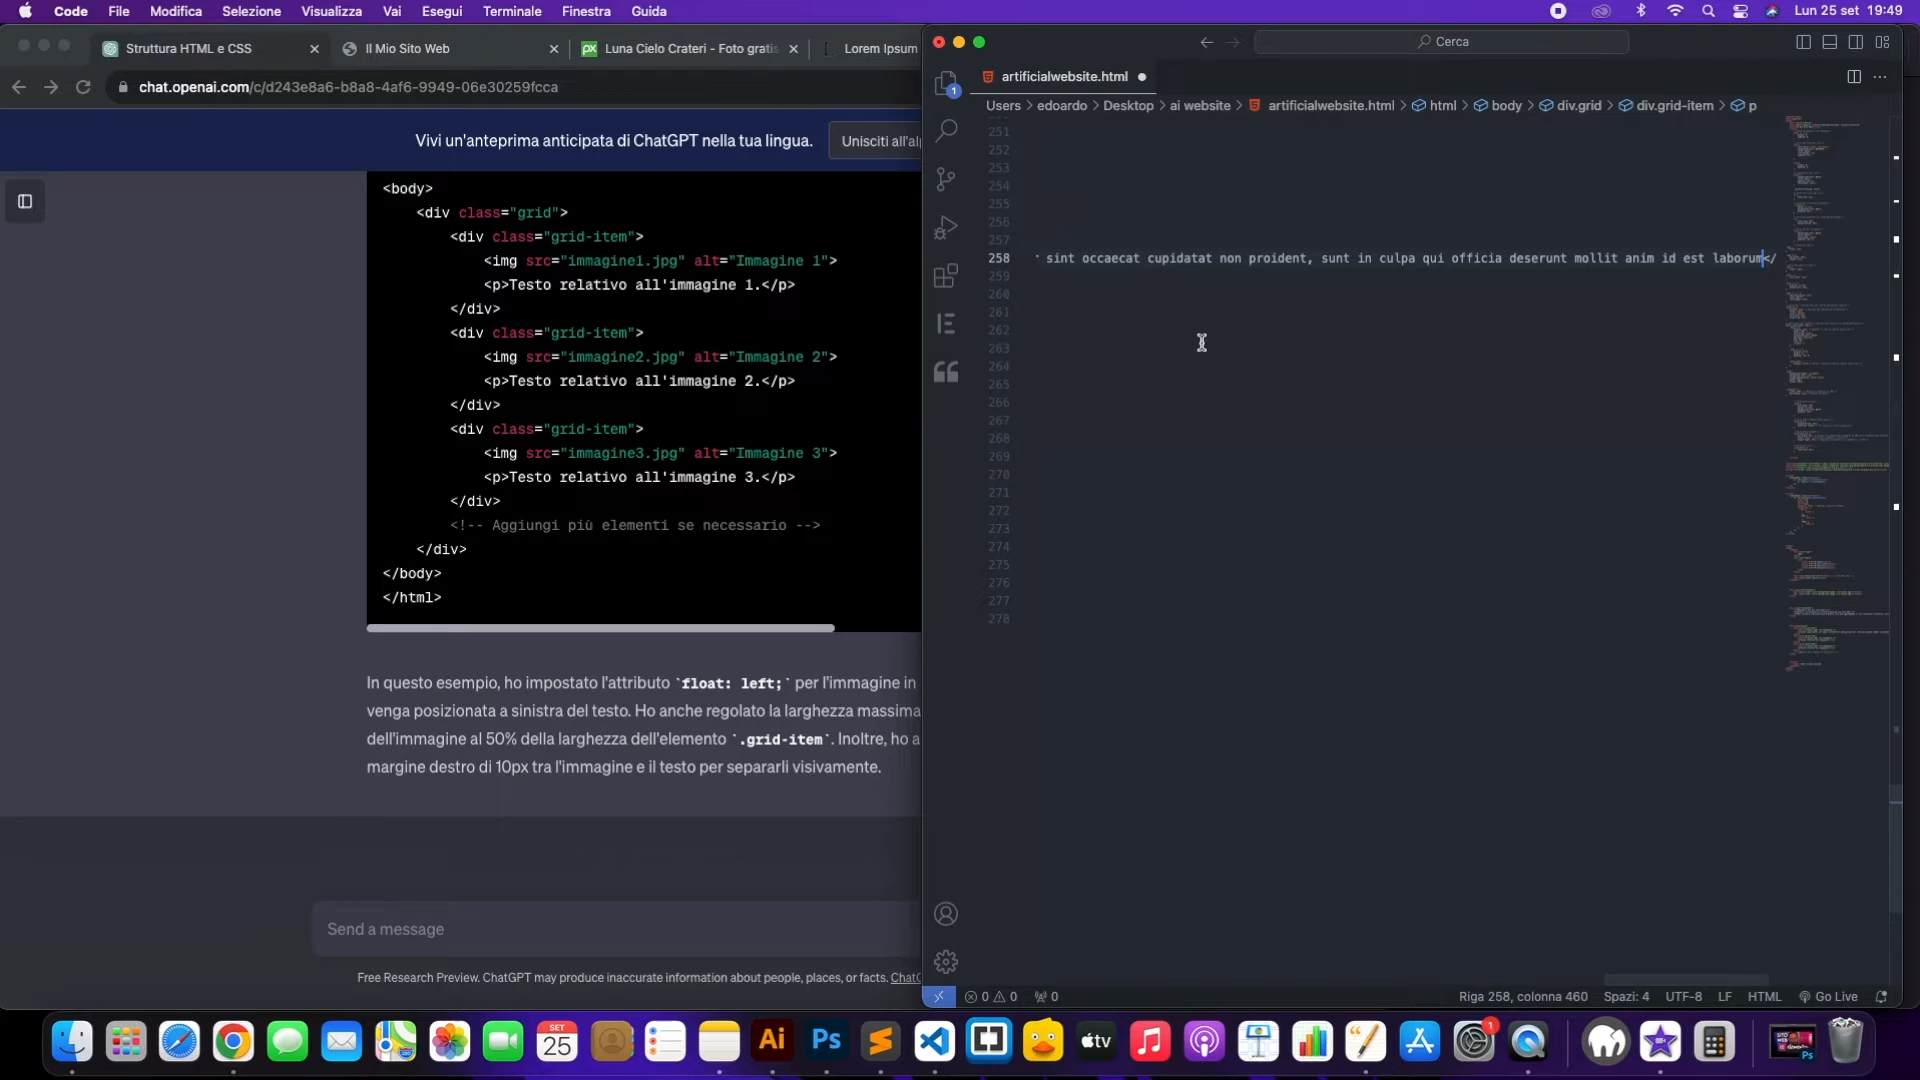 Code File Modifica Selezione Visualizza Vai Esegui Terminale Finestra Guida
Lun 25 set 19:49
Struttura HTML e CSS
Il Mio Sito Web
Luna Cielo Crateri - Foto gratis
Lorem Ipsum
chat.openai.com/c/d243e8a6-b8a8-4af6-9949-06e30259fcca
Vivi un'anteprima anticipata di ChatGPT nella tua lingua.
Unisciti all'al
<body>
<div class="grid">
<div class="grid-item">
<img src="immagine1.jpg" alt="Immagine 1">
<p>Testo relativo all'immagine 1.</p>
</div>
<div class="grid-item">
<img src="immagine2.jpg" alt="Immagine 2">
<p>Testo relativo all'immagine 2.</p>
</div>
<div class="grid-item">
<img src="immagine3.jpg" alt="Immagine 3">
<p>Testo relativo all'immagine 3.</p>
</div>
<!-- Aggiungi più elementi se necessario -->
</div>
</body>
</html>
In questo esempio, ho impostato l'attributo `float: left;` per l'immagine in
venga posizionata a sinistra del testo. Ho anche regolato la larghezza massima
dell'immagine al 50% della larghezza dell'elemento `.grid-item`. Inoltre, ho a
margine destro di 10px tra l'immagine e il testo per separarli visivamente.
Send a message
Free Research Preview. ChatGPT may produce inaccurate information about people, places, or facts. ChatG
Cerca
artificialwebsite.html
1
Users > edoardo > Desktop > ai website > artificialwebsite.html > html > body > div.grid > div.grid-item > p
251
252
253
254
255
256
257
258 sint occaecat cupidatat non proident, sunt in culpa qui officia deserunt mollit anim id est laborum</
259
260
261
262
263
264
265
266
267
268
269
270
271
272
273
274
275
276
277
278
0 0 0
Riga 258, colonna 460 Spazi: 4 UTF-8 LF HTML Go Live
SET
25
Ai
Ps
tv
1
Ps